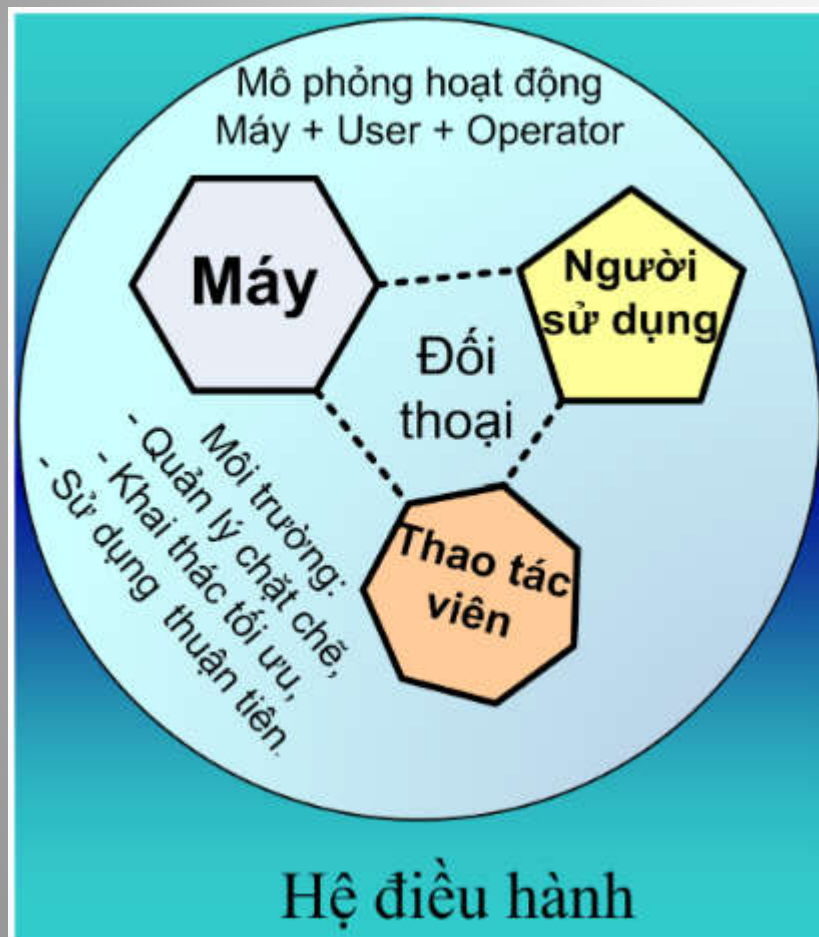 Mô phỏng hoạt động
Máy + User + Operator
Máy
Người
sử dụng
Đối
thoại
Thao tác
viên
Môi trường:
- Quản lý chặt chẽ,
- Khai thác tối ưu,
- Sử dụng thuận tiên.
Hệ điều hành